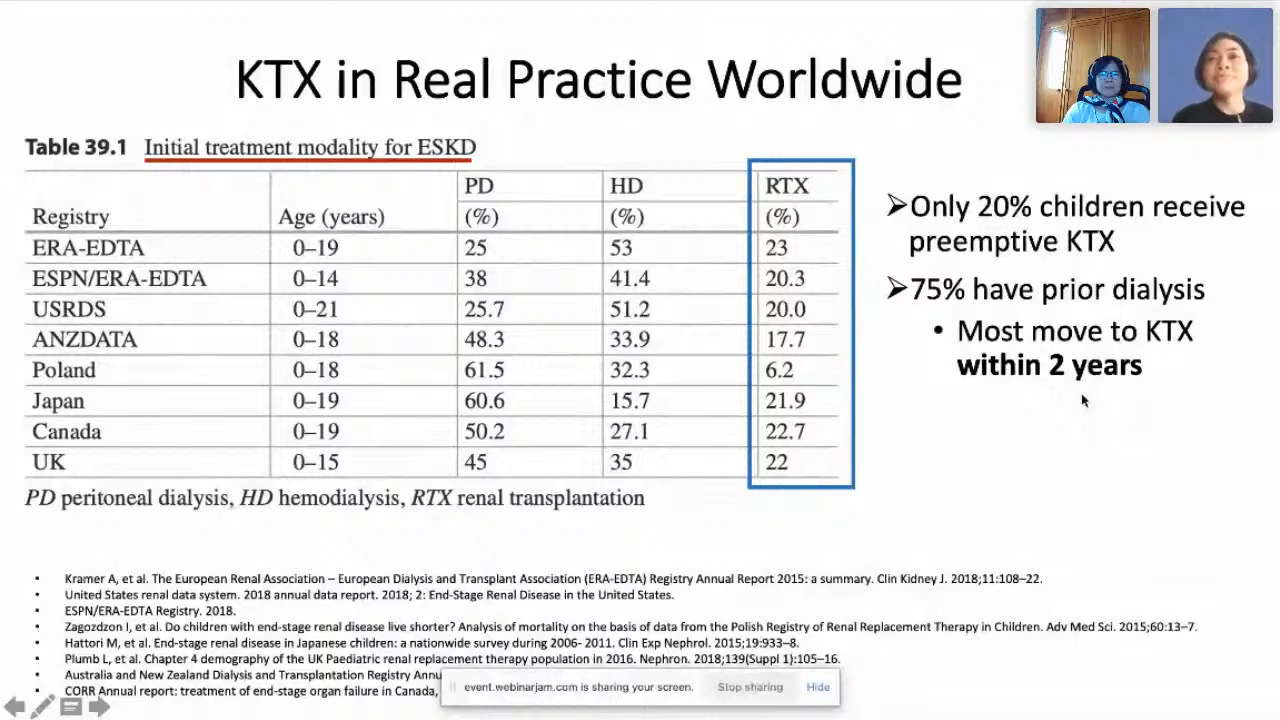 KTX in Real Practice Worldwide
Table 39.1 Initial treatment modality for ESKD
Registry Age (years) PD (%) HD (%) RTX (%)
ERA-EDTA 0–19 25 53 23
ESPN/ERA-EDTA 0–14 38 41.4 20.3
USRDS 0–21 25.7 51.2 20.0
ANZDATA 0–18 48.3 33.9 17.7
Poland 0–18 61.5 32.3 6.2
Japan 0–19 60.6 15.7 21.9
Canada 0–19 50.2 27.1 22.7
UK 0–15 45 35 22
PD peritoneal dialysis, HD hemodialysis, RTX renal transplantation
➢Only 20% children receive
preemptive KTX
➢75% have prior dialysis
• Most move to KTX
within 2 years
• Kramer A, et al. The European Renal Association – European Dialysis and Transplant Association (ERA-EDTA) Registry Annual Report 2015: a summary. Clin Kidney J. 2018;11:108–22.
• United States renal data system. 2018 annual data report. 2018; 2: End-Stage Renal Disease in the United States.
• ESPN/ERA-EDTA Registry. 2018.
• Zagozdzon I, et al. Do children with end-stage renal disease live shorter? Analysis of mortality on the basis of data from the Polish Registry of Renal Replacement Therapy in Children. Adv Med Sci. 2015;60:13–7.
• Hattori M, et al. End-stage renal disease in Japanese children: a nationwide survey during 2006- 2011. Clin Exp Nephrol. 2015;19:933–8.
• Plumb L, et al. Chapter 4 demography of the UK Paediatric renal replacement therapy population in 2016. Nephron. 2018;139(Suppl 1):105–16.
• Australia and New Zealand Dialysis and Transplantation Registry Annu
• CORR Annual report: treatment of end-stage organ failure in Canada,
event.webinarjam.com is sharing your screen. Stop sharing Hide